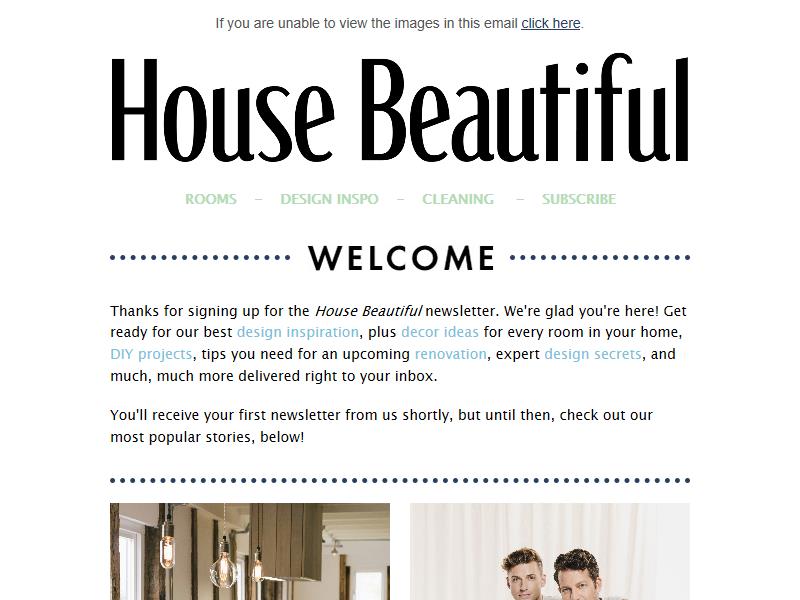 If you are unable to view the images in this email click here.
House Beautiful
ROOMS – DESIGN INSPO – CLEANING – SUBSCRIBE
WELCOME
Thanks for signing up for the House Beautiful newsletter. We're glad you're here! Get
ready for our best design inspiration, plus decor ideas for every room in your home,
DIY projects, tips you need for an upcoming renovation, expert design secrets, and
much, much more delivered right to your inbox.
You'll receive your first newsletter from us shortly, but until then, check out our
most popular stories, below!